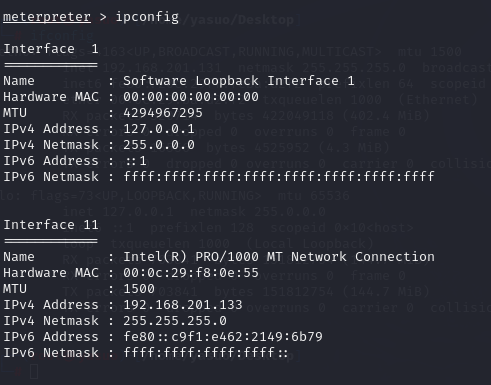 meterpreter > ipconfig
Interface  1
============
Name         : Software Loopback Interface 1
Hardware MAC : 00:00:00:00:00:00
MTU          : 4294967295
IPv4 Address : 127.0.0.1
IPv4 Netmask : 255.0.0.0
IPv6 Address : ::1
IPv6 Netmask : ffff:ffff:ffff:ffff:ffff:ffff:ffff:ffff
Interface 11
============
Name         : Intel(R) PRO/1000 MT Network Connection
Hardware MAC : 00:0c:29:f8:0e:55
MTU          : 1500
IPv4 Address : 192.168.201.133
IPv4 Netmask : 255.255.255.0
IPv6 Address : fe80::c9f1:e462:2149:6b79
IPv6 Netmask : ffff:ffff:ffff:ffff::